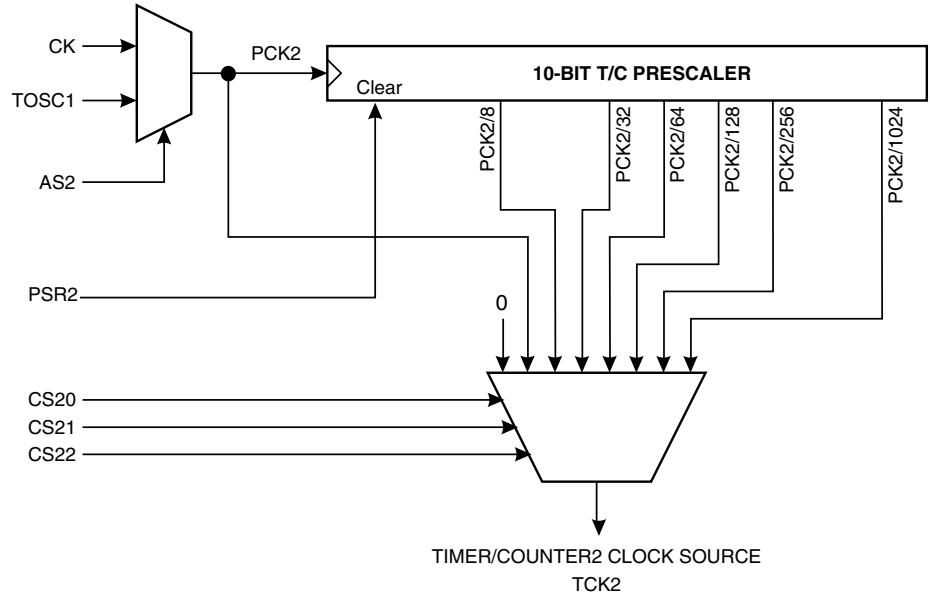 CK
PCK2
10-BIT T/C PRESCALER
Clear
TOSC1
PCK2/8
PCK2/32
PCK2/64
PCK2/128
PCK2/256
PCK2/1024
AS2
PSR2
0
CS20
CS21
CS22
TIMER/COUNTER2 CLOCK SOURCE
TCK2